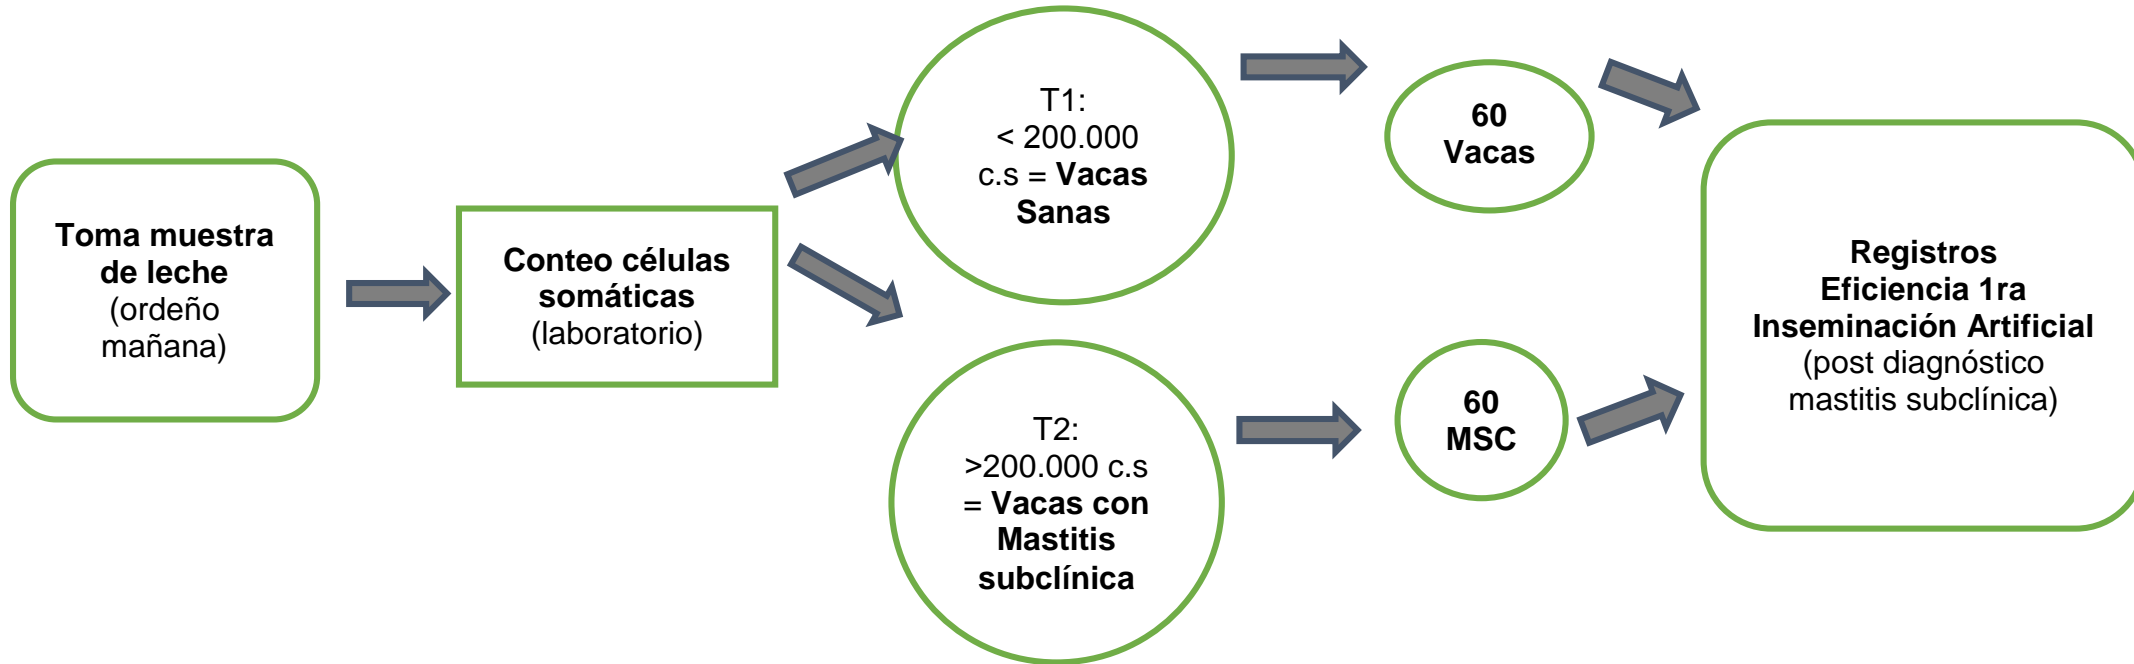 Toma muestra
de leche
(ordeño
mañana)
Conteo células
somáticas
(laboratorio)
T1:
< 200.000
c.s = Vacas
Sanas
60
Vacas
T2:
>200.000 c.s
= Vacas con
Mastitis
subclínica
60
MSC
Registros
Eficiencia 1ra
Inseminación Artificial
(post diagnóstico
mastitis subclínica)